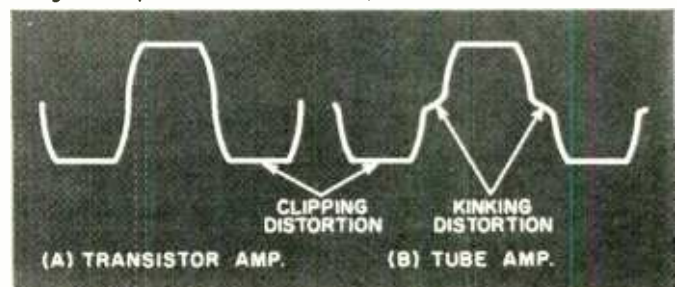 CLIPPING
DISTORTION
KINKING
DISTORTION
(A) TRANSISTOR AMP.
(B) TUBE AMP.